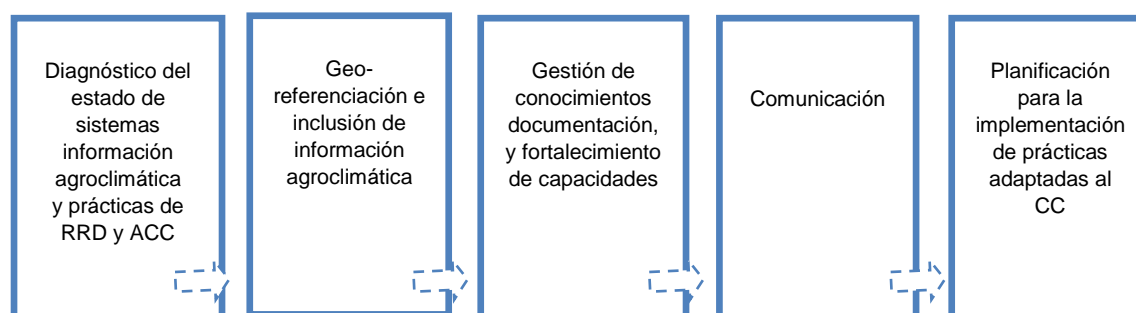 Diagnóstico del
estado de
sistemas
información
agroclimática
y prácticas de
RRD y ACC
Geo-
referenciación e
inclusión de
información
agroclimática
Gestión de
conocimientos
documentación,
y fortalecimiento
de capacidades
Comunicación
Planificación
para la
implementación
de prácticas
adaptadas al
CC